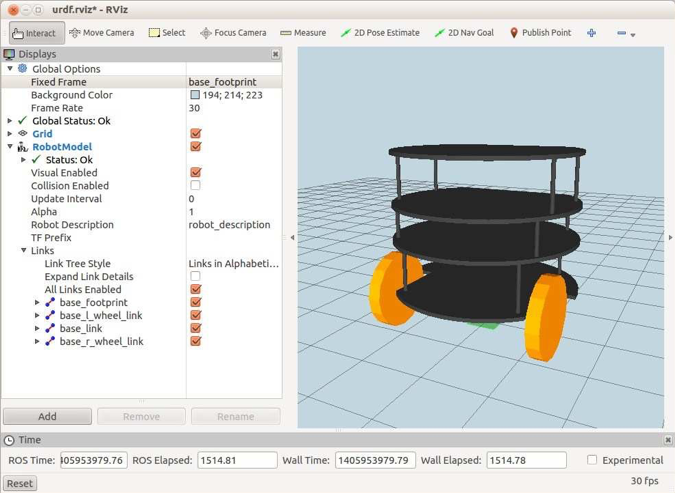 urdf.rviz* - RViz
Interact Move Camera Select Focus Camera Measure 2D Pose Estimate 2D Nav Goal Publish Point
Displays
Global Options
Fixed Frame base_footprint
Background Color 194; 214; 223
Frame Rate 30
Global Status: Ok
Grid
RobotModel
Status: Ok
Visual Enabled
Collision Enabled
Update Interval 0
Alpha 1
Robot Description robot_description
TF Prefix
Links
Link Tree Style Links in Alphabeti...
Expand Link Details
All Links Enabled
base_footprint
base_l_wheel_link
base_link
base_r_wheel_link
Add Remove Rename
Time
ROS Time: 405953979.76 ROS Elapsed: 1514.81 Wall Time: 1405953979.79 Wall Elapsed: 1514.78 Experimental
Reset 30 fps